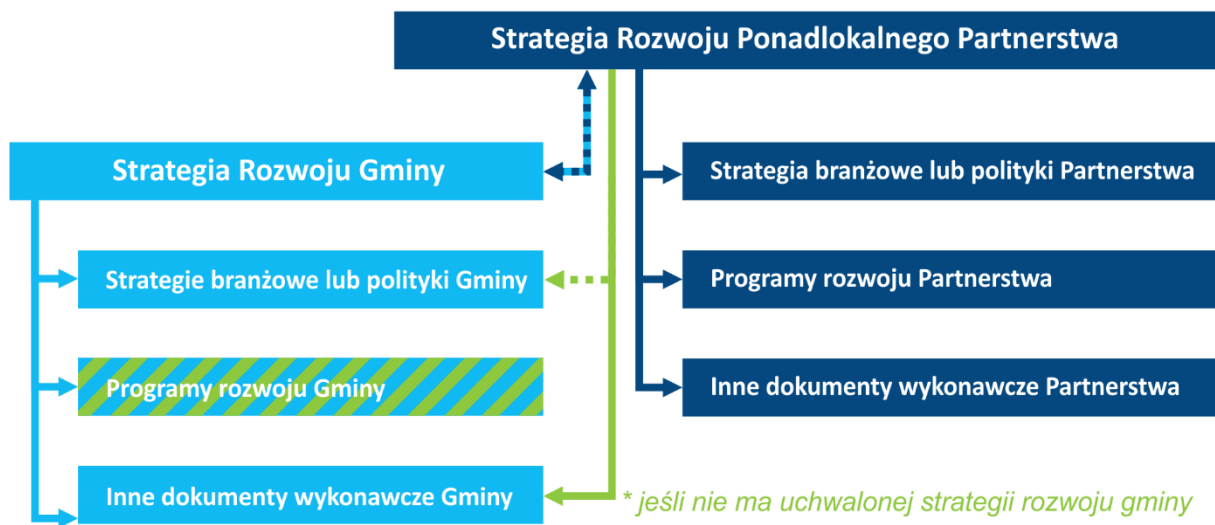 Strategia Rozwoju Ponadlokalnego Partnerstwa
Strategia Rozwoju Gminy
Strategie branżowe lub polityki Gminy
Programy rozwoju Gminy
Inne dokumenty wykonawcze Gminy
Strategia branżowe lub polityki Partnerstwa
Programy rozwoju Partnerstwa
Inne dokumenty wykonawcze Partnerstwa
* jeśli nie ma uchwalonej strategii rozwoju gminy